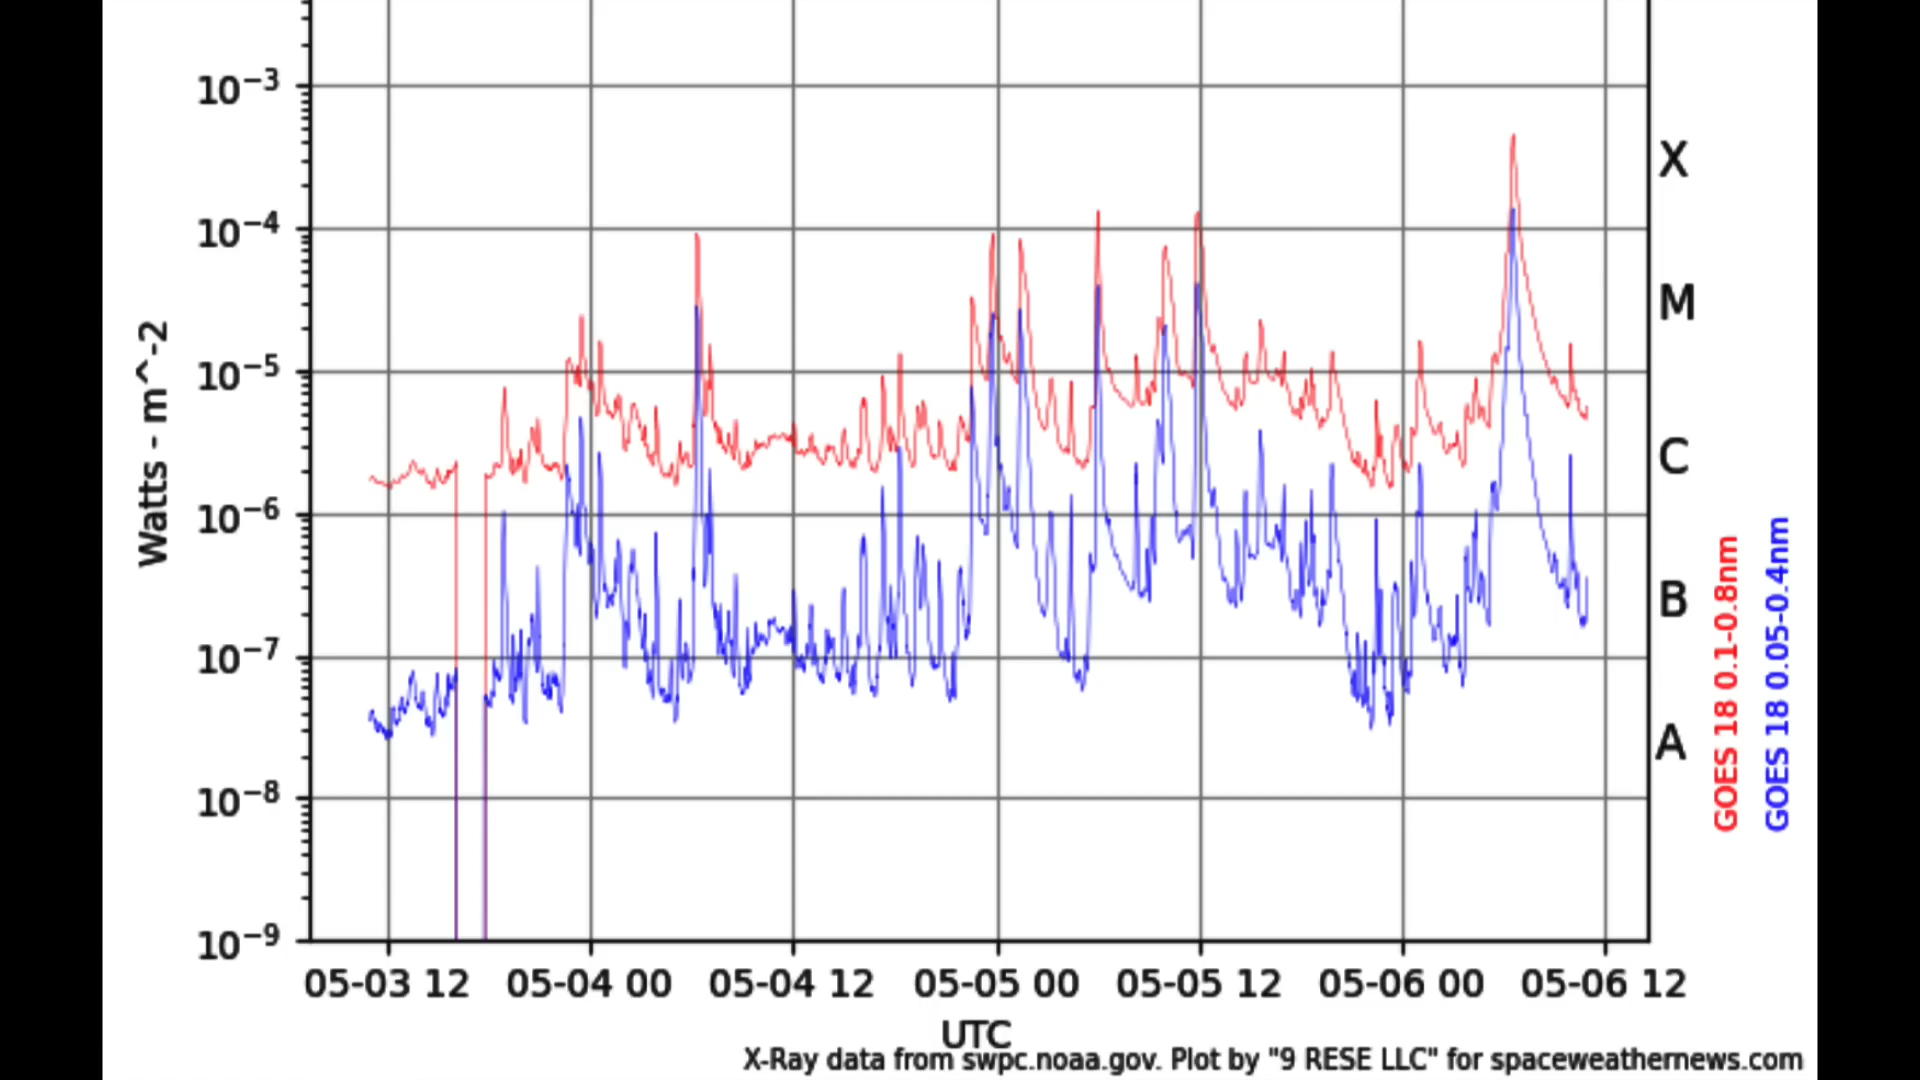 10−3
10−4
10−5
10−6
10−7
10−8
10−9
Watts - m^-2
X
M
C
B
A
GOES 18 0.1-0.8nm
GOES 18 0.05-0.4nm
05-03 12 05-04 00 05-04 12 05-05 00 05-05 12 05-06 00 05-06 12
UTC
X-Ray data from swpc.noaa.gov. Plot by "9 RESE LLC" for spaceweathernews.com